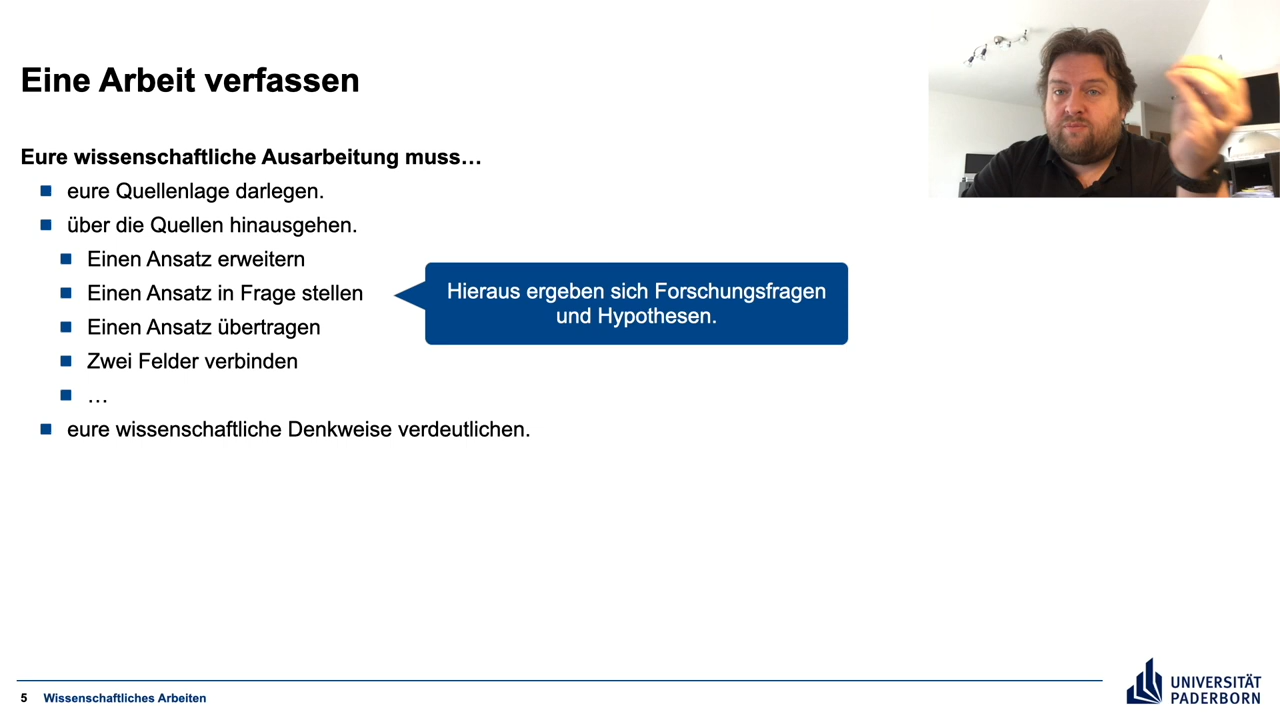 Eine Arbeit verfassen
Eure wissenschaftliche Ausarbeitung muss…
eure Quellenlage darlegen.
über die Quellen hinausgehen.
Einen Ansatz erweitern
Einen Ansatz in Frage stellen
Einen Ansatz übertragen
Zwei Felder verbinden
…
eure wissenschaftliche Denkweise verdeutlichen.
Hieraus ergeben sich Forschungsfragen
und Hypothesen.
5 Wissenschaftliches Arbeiten
UNIVERSITÄT
PADERBORN